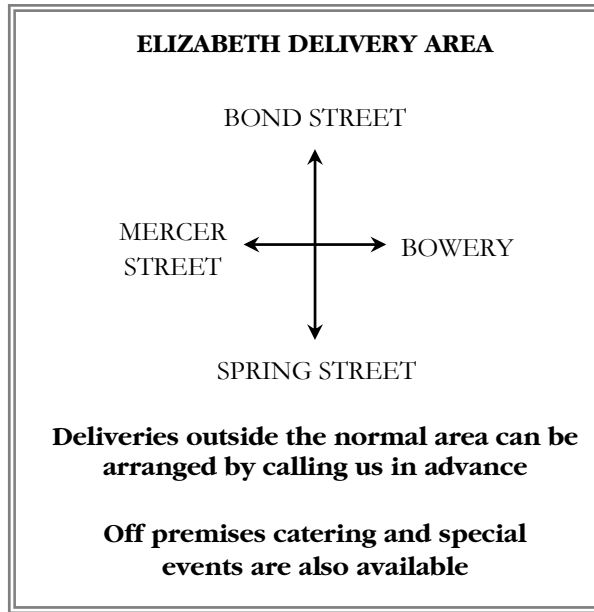 ELIZABETH DELIVERY AREA
BOND STREET
MERCER
STREET
BOWERY
SPRING STREET
Deliveries outside the normal area can be
arranged by calling us in advance
Off premises catering and special
events are also available